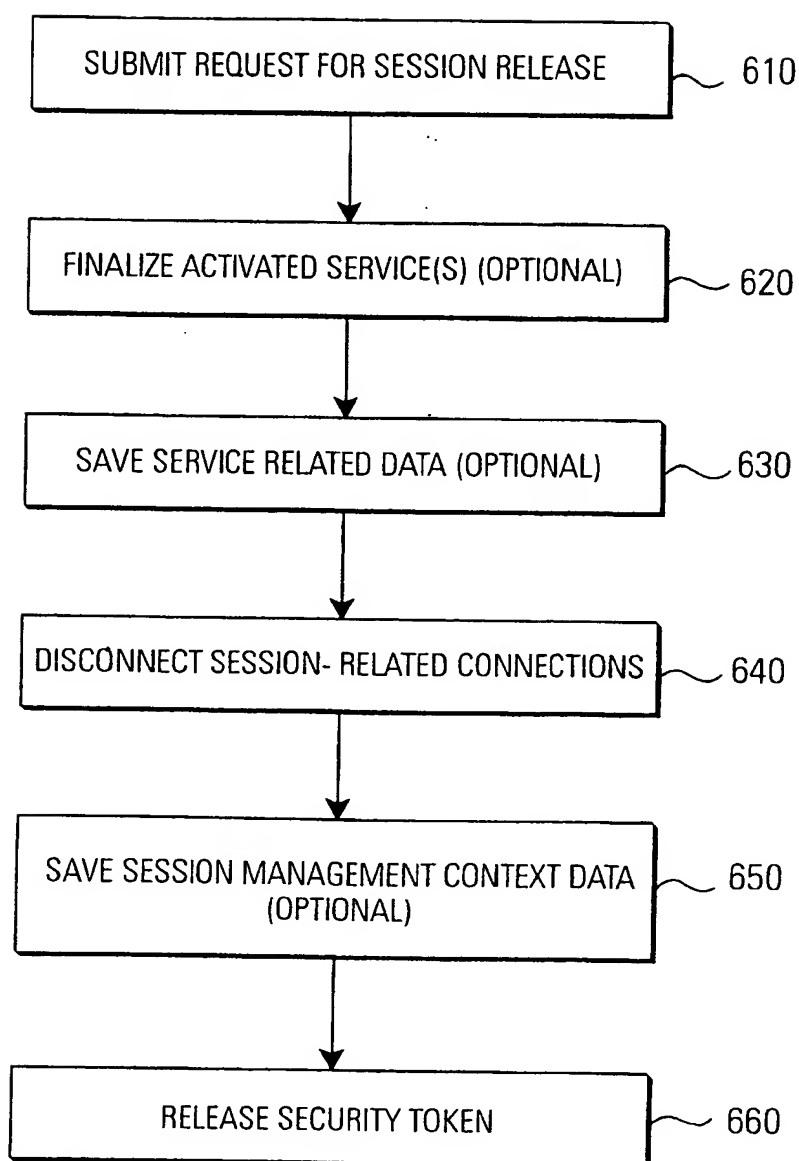 SUBMIT REQUEST FOR SESSION RELEASE 610
FINALIZE ACTIVATED SERVICE(S) (OPTIONAL) 620
SAVE SERVICE RELATED DATA (OPTIONAL) 630
DISCONNECT SESSION- RELATED CONNECTIONS 640
SAVE SESSION MANAGEMENT CONTEXT DATA 650
(OPTIONAL)
RELEASE SECURITY TOKEN 660